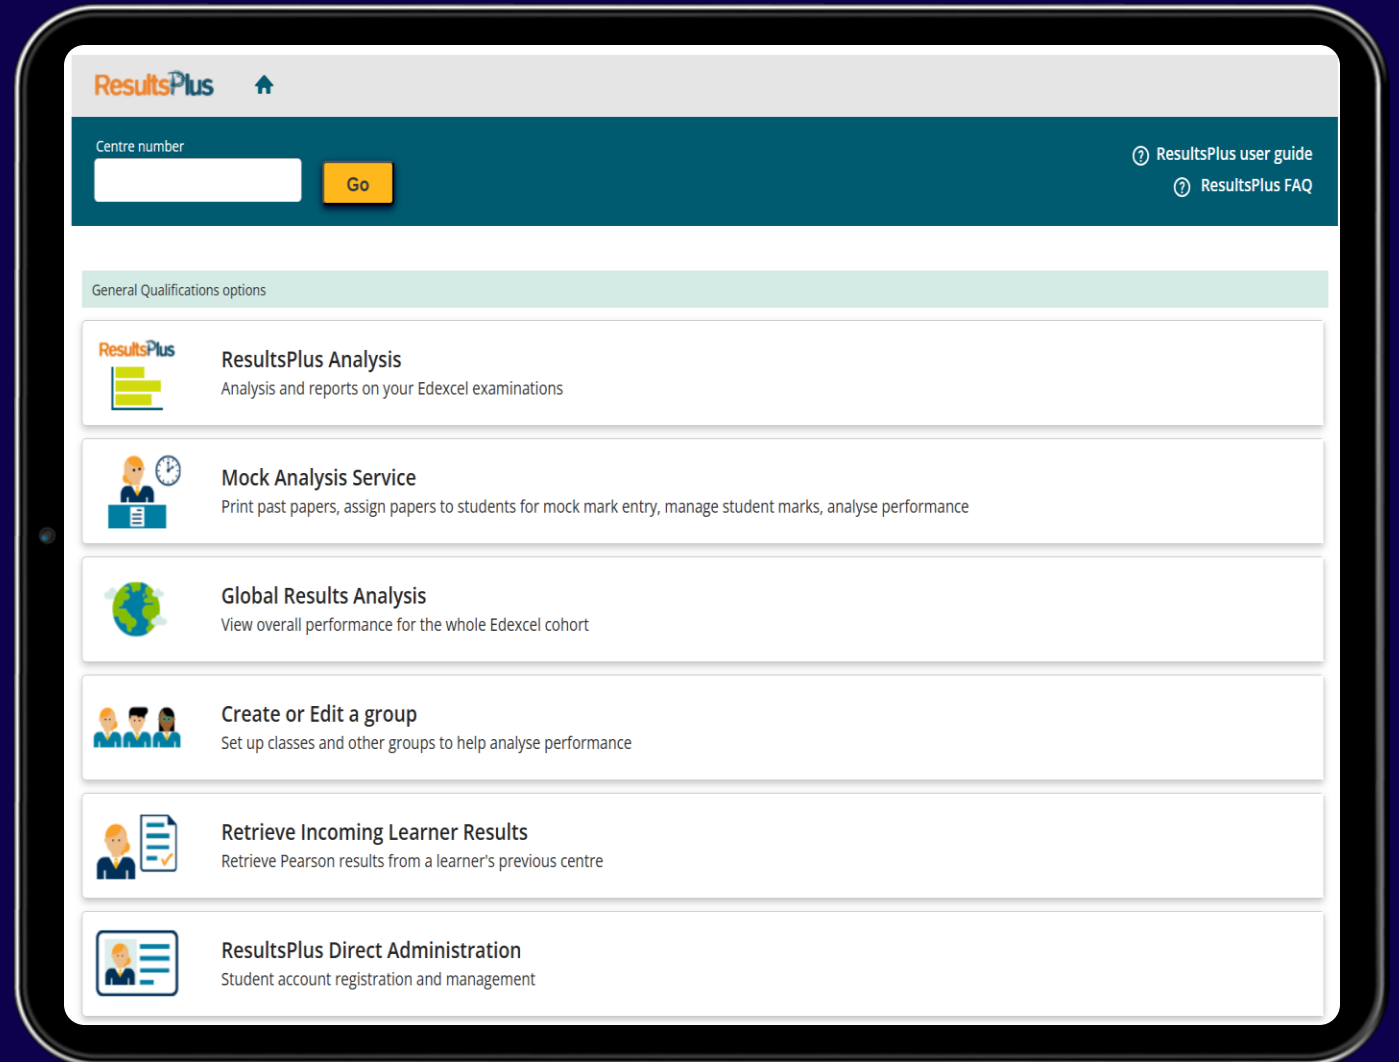 ResultsPlus
Centre number
Go
ResultsPlus user guide
ResultsPlus FAQ
General Qualifications options
ResultsPlus
ResultsPlus Analysis
Analysis and reports on your Edexcel examinations
Mock Analysis Service
Print past papers, assign papers to students for mock mark entry, manage student marks, analyse performance
Global Results Analysis
View overall performance for the whole Edexcel cohort
Create or Edit a group
Set up classes and other groups to help analyse performance
Retrieve Incoming Learner Results
Retrieve Pearson results from a learner's previous centre
ResultsPlus Direct Administration
Student account registration and management